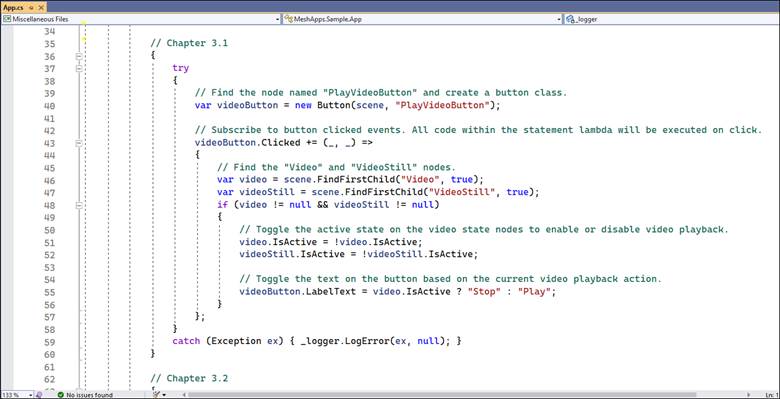 App.cs
Miscellaneous Files MeshApps.Sample.App _logger
34
35 // Chapter 3.1
36 {
37 try
38 {
39 // Find the node named "PlayVideoButton" and create a button class.
40 var videoButton = new Button(scene, "PlayVideoButton");
41
42 // Subscribe to button clicked events. All code within the statement lambda will be executed on click.
43 videoButton.Clicked += (_, _) =>
44 {
45 // Find the "Video" and "VideoStill" nodes.
46 var video = scene.FindFirstChild("Video", true);
47 var videoStill = scene.FindFirstChild("VideoStill", true);
48 if (video != null && videoStill != null)
49 {
50 // Toggle the active state on the video state nodes to enable or disable video playback.
51 video.IsActive = !video.IsActive;
52 videoStill.IsActive = !videoStill.IsActive;
53
54 // Toggle the text on the button based on the current video playback action.
55 videoButton.LabelText = video.IsActive ? "Stop" : "Play";
56 }
57 };
58 }
59 catch (Exception ex) { _logger.LogError(ex, null); }
60 }
61
62 // Chapter 3.2
133 % No issues found Ln: 1